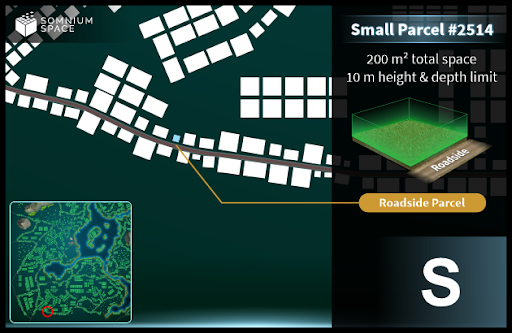 SOMNIUM
SPACE
Small Parcel #2514
200 m² total space
10 m height & depth limit
Roadside
Roadside Parcel
S